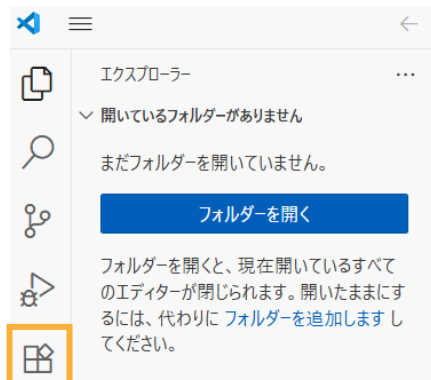 エクスプローラー
開いているフォルダーがありません
まだフォルダーを開いていません。
フォルダーを開く
フォルダーを開くと、現在開いているすべて
のエディターが閉じられます。開いたままにす
るには、代わりに フォルダーを追加します し
てください。